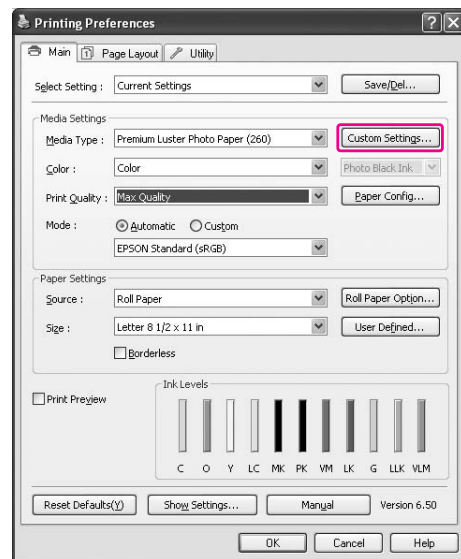 Printing Preferences
Main Page Layout Utility
Select Setting : Current Settings Save/Del...
Media Settings
Media Type : Premium Luster Photo Paper (260) Custom Settings...
Color : Color Photo Black Ink
Print Quality : Max Quality Paper Config...
Mode : Automatic Custom
EPSON Standard (sRGB)
Paper Settings
Source : Roll Paper Roll Paper Option...
Size : Letter 8 1/2 x 11 in User Defined...
Borderless
Print Preview
Ink Levels
C O Y LC MK PK VM LK G LLK VLM
Reset Defaults(Y) Show Settings... Manual Version 6.50
OK Cancel Help